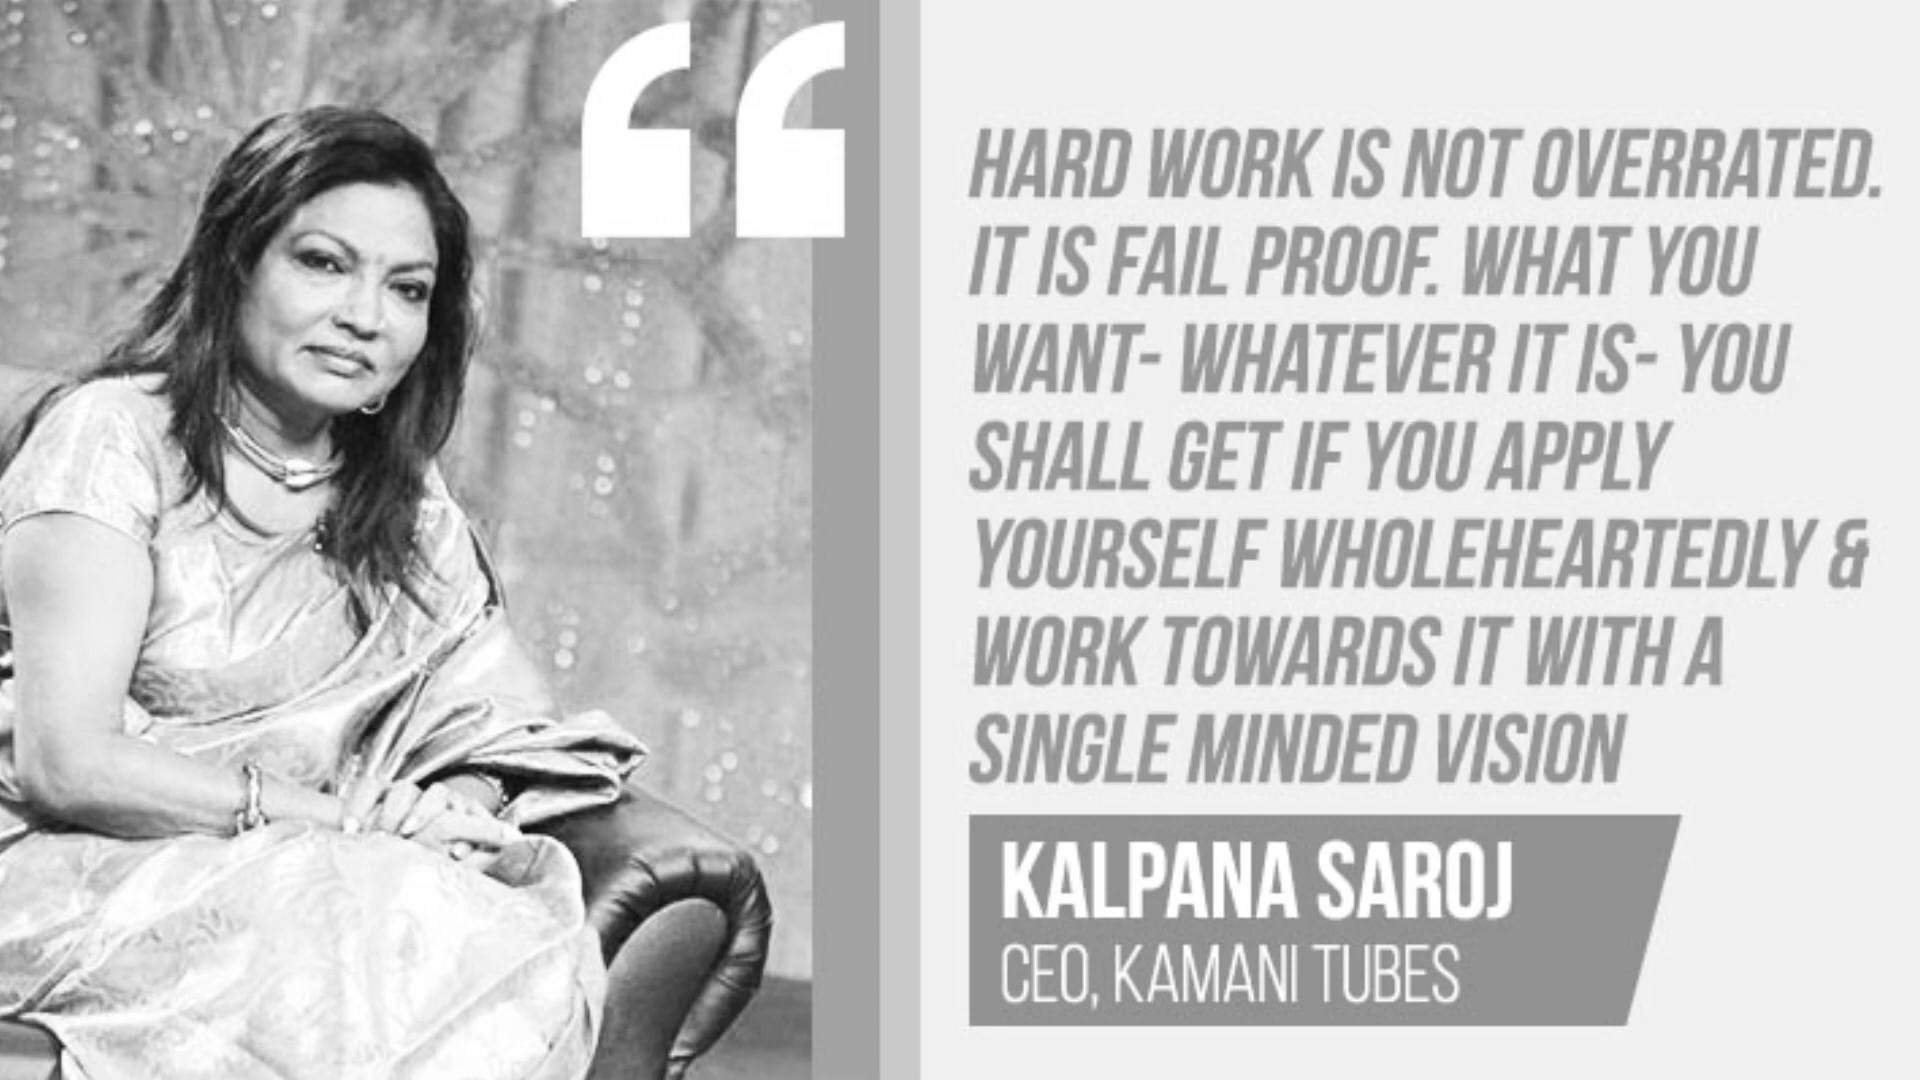 HARD WORK IS NOT OVERRATED.
IT IS FAIL PROOF. WHAT YOU
WANT- WHATEVER IT IS- YOU
SHALL GET IF YOU APPLY
YOURSELF WHOLEHEARTEDLY &
WORK TOWARDS IT WITH A
SINGLE MINDED VISION
KALPANA SAROJ
CEO, KAMANI TUBES